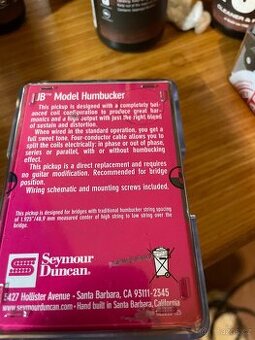 JB™ Model Humbucker
This pickup is designed with a completely bal-
anced coil configuration to produce great har-
monics and a high output with just the right blend
of sustain and distortion.
When wired in the standard operation, you get a
full sweet tone. Four-conductor cable allows you to
split the coils electrically; in phase or out of phase,
series or parallel, with or without humbucking
effect.
This pickup is a direct replacement and requires
no guitar modification. Recommended for bridge
position.
Wiring schematic and mounting screws included.
This pickup is designed for bridges with traditional humbucker string spacing
of 1.925"/48.9 mm measured center of high string to low string over the
bridge.
Seymour
Duncan®
5427 Hollister Avenue • Santa Barbara, CA 93111-2345
www.seymourduncan.com • Hand built in Santa Barbara, California